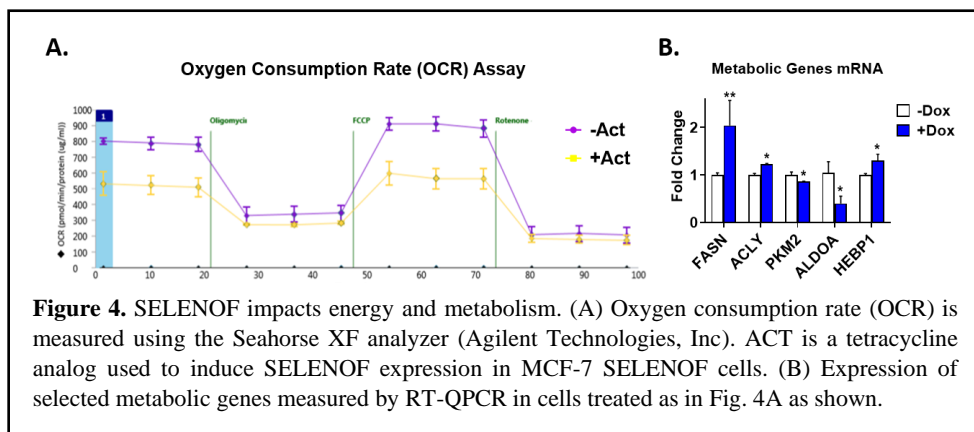 A.
Oxygen Consumption Rate (OCR) Assay
1
Oligomycin
FCCP
Rotenone
1000
900
800
700
600
500
400
300
200
100
0
OCR (pmol/min/protein (ug/ml))
0
10
20
30
40
50
60
70
80
90
100
-Act
+Act
B.
Metabolic Genes mRNA
-Dox
+Dox
Fold Change
2
1
0
**
*
*
*
*
FASN
ACLY
PKM2
ALDOA
HEBP1
Figure 4. SELENOF impacts energy and metabolism. (A) Oxygen consumption rate (OCR) is
measured using the Seahorse XF analyzer (Agilent Technologies, Inc). ACT is a tetracycline
analog used to induce SELENOF expression in MCF-7 SELENOF cells. (B) Expression of
selected metabolic genes measured by RT-QPCR in cells treated as in Fig. 4A as shown.